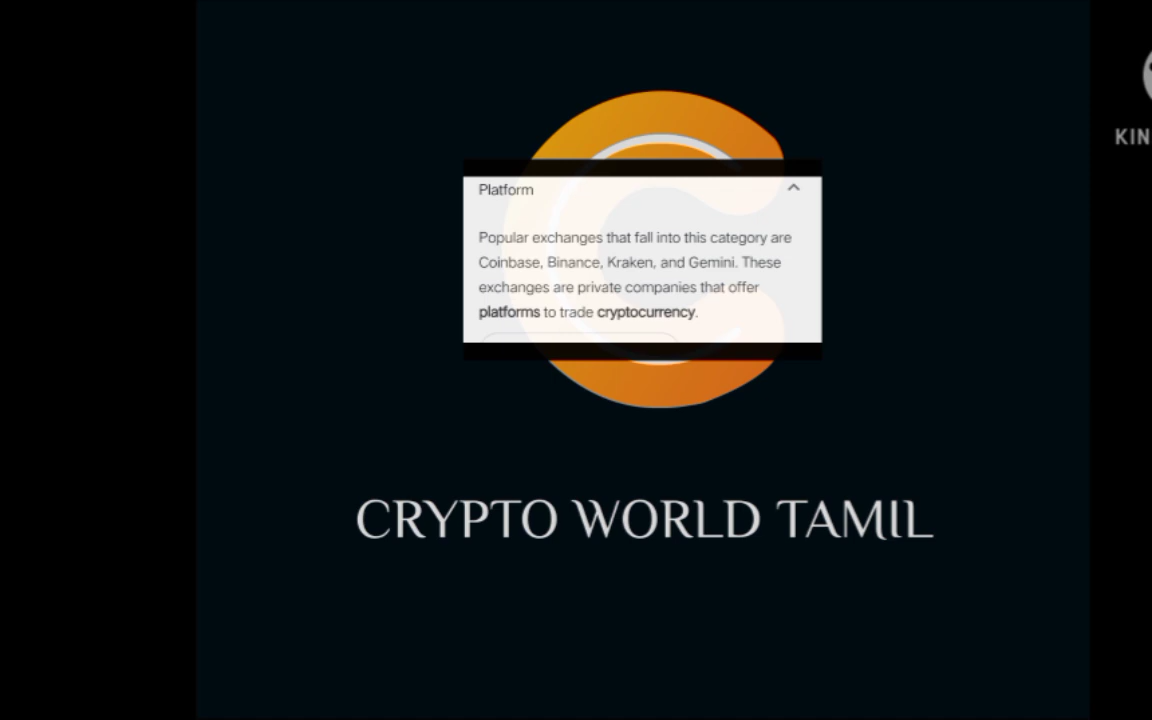 Platform
Popular exchanges that fall into this category are
Coinbase, Binance, Kraken, and Gemini. These
exchanges are private companies that offer
platforms to trade cryptocurrency.
KIN
CRYPTO WORLD TAMIL